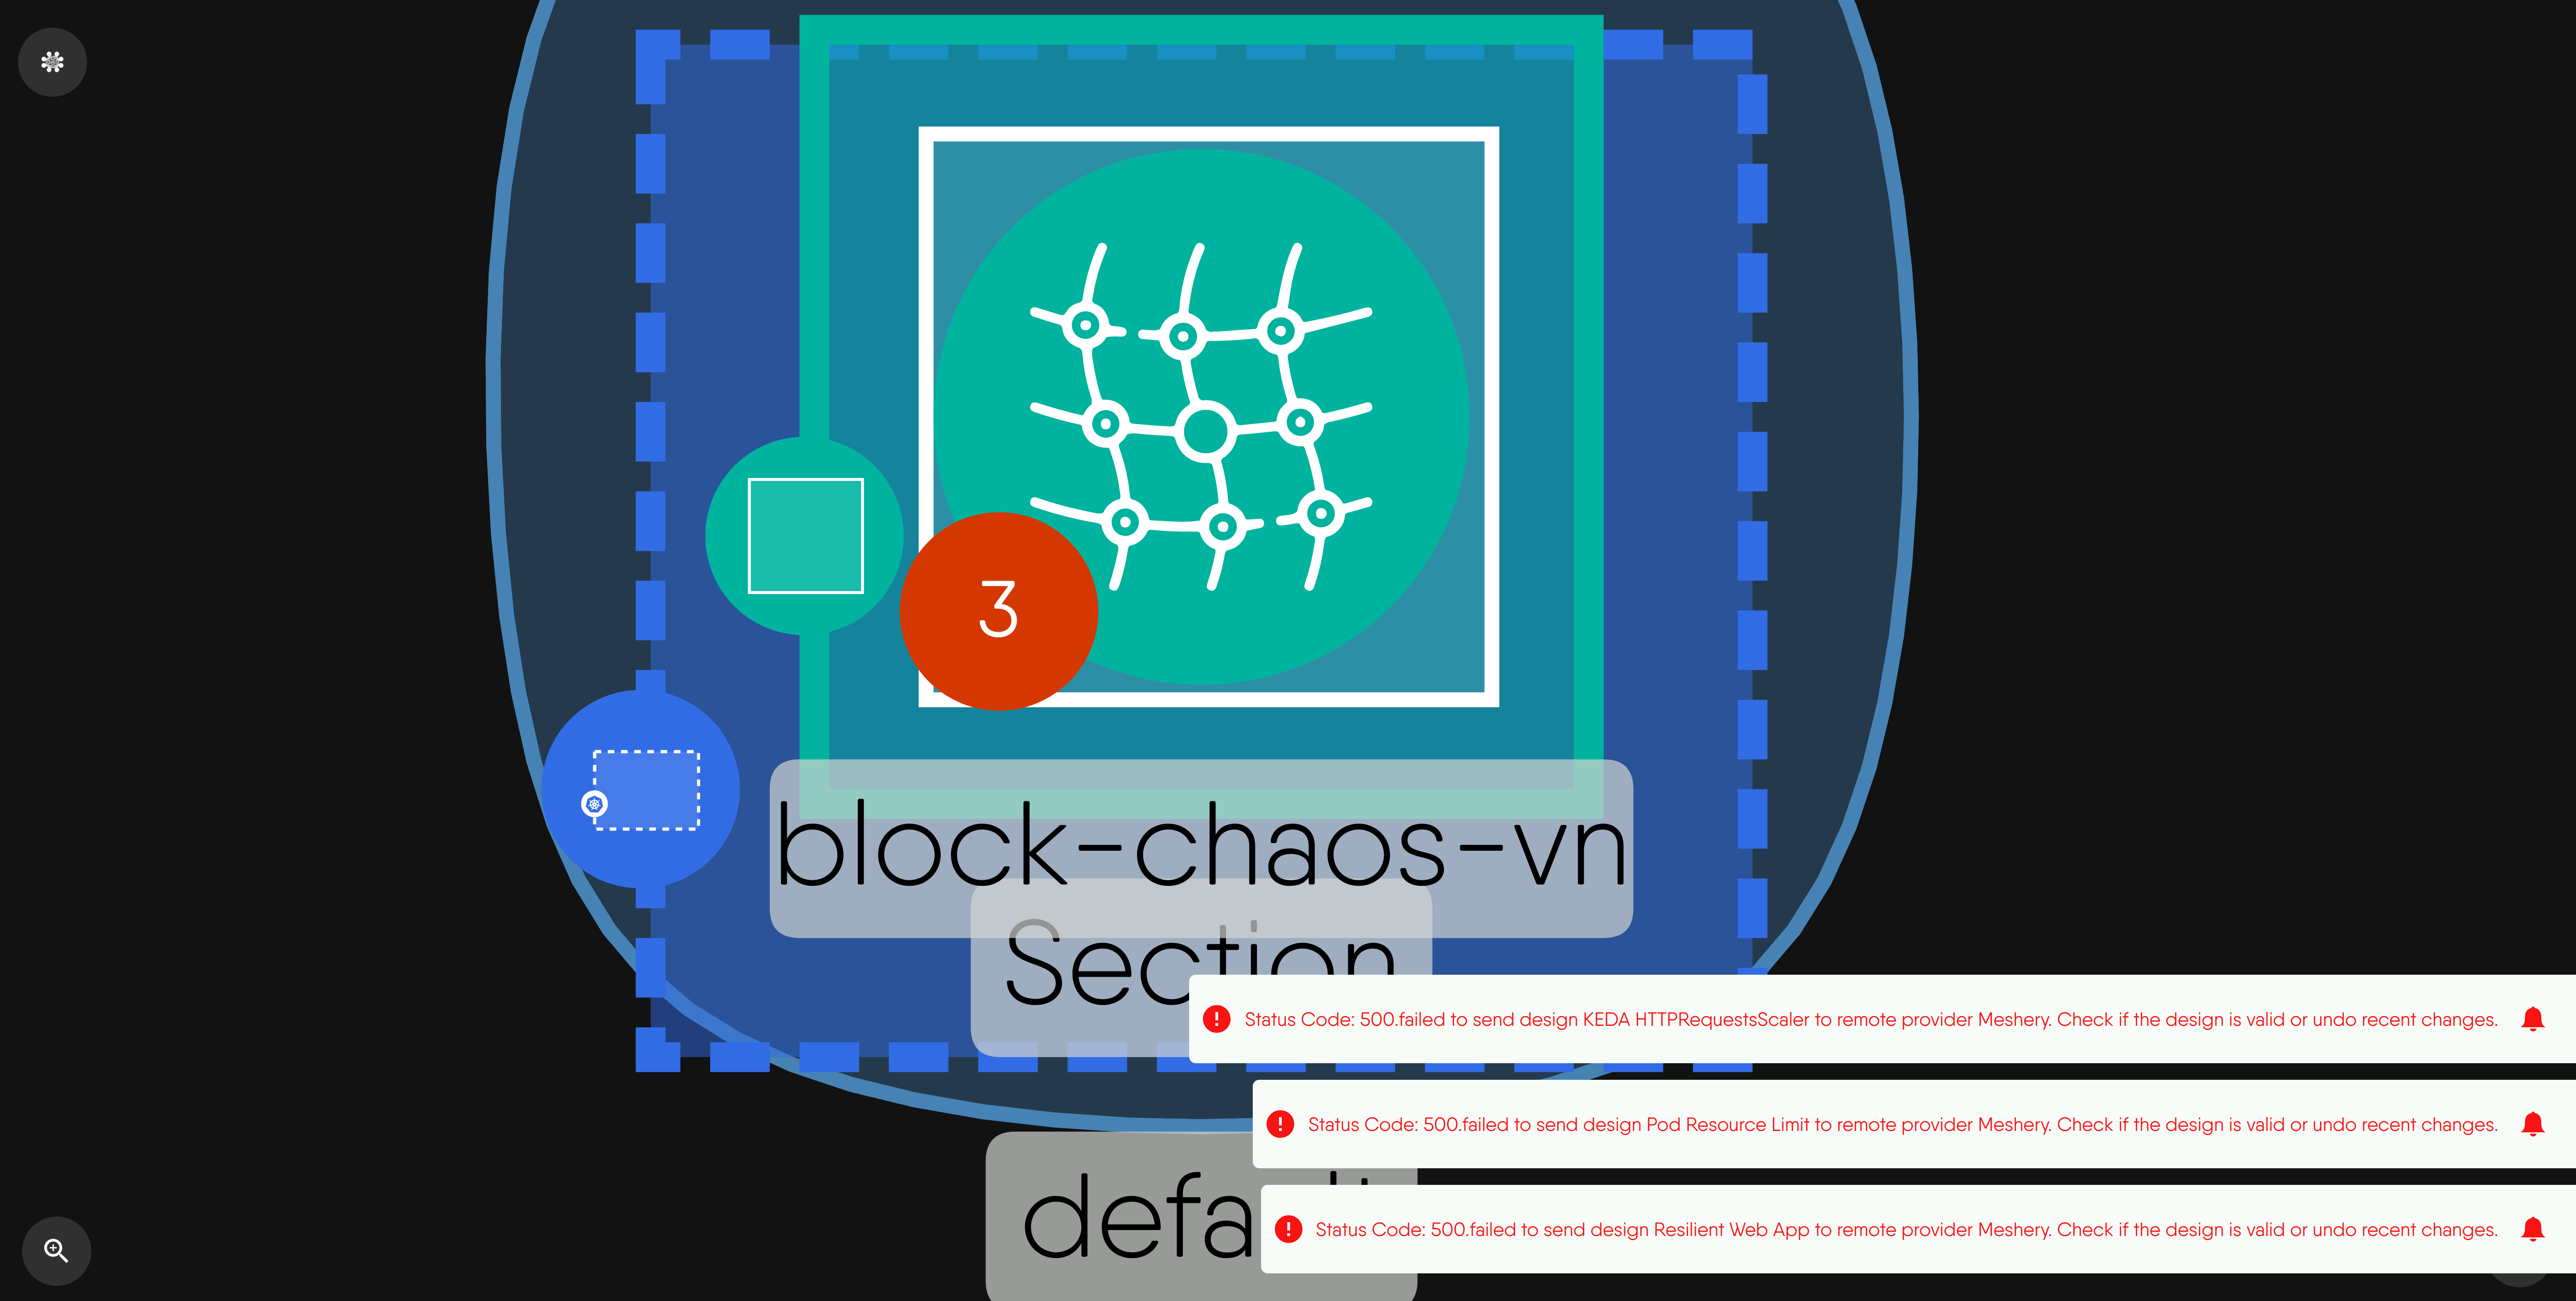 3
block-chaos-vn
Section
Status Code: 500.failed to send design KEDA HTTPRequestsScaler to remote provider Meshery. Check if the design is valid or undo recent changes.
Status Code: 500.failed to send design Pod Resource Limit to remote provider Meshery. Check if the design is valid or undo recent changes.
default
Status Code: 500.failed to send design Resilient Web App to remote provider Meshery. Check if the design is valid or undo recent changes.